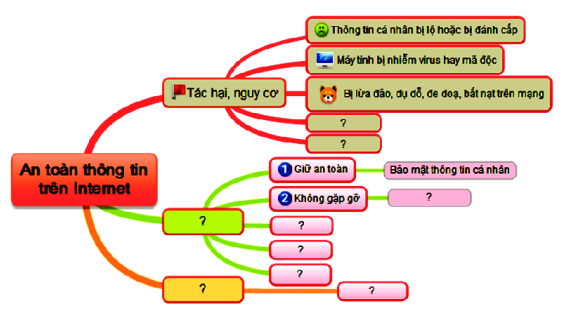 Thông tin cá nhân bị lộ hoặc bị đánh cắp
Máy tính bị nhiễm virus hay mã độc
Tác hại, nguy cơ
Bị lừa đảo, dụ dỗ, đe doạ, bắt nạt trên mạng
?
?
An toàn thông tin
trên Internet
1 Giữ an toàn
Bảo mật thông tin cá nhân
2 Không gặp gỡ
?
?
?
?
?
?
?